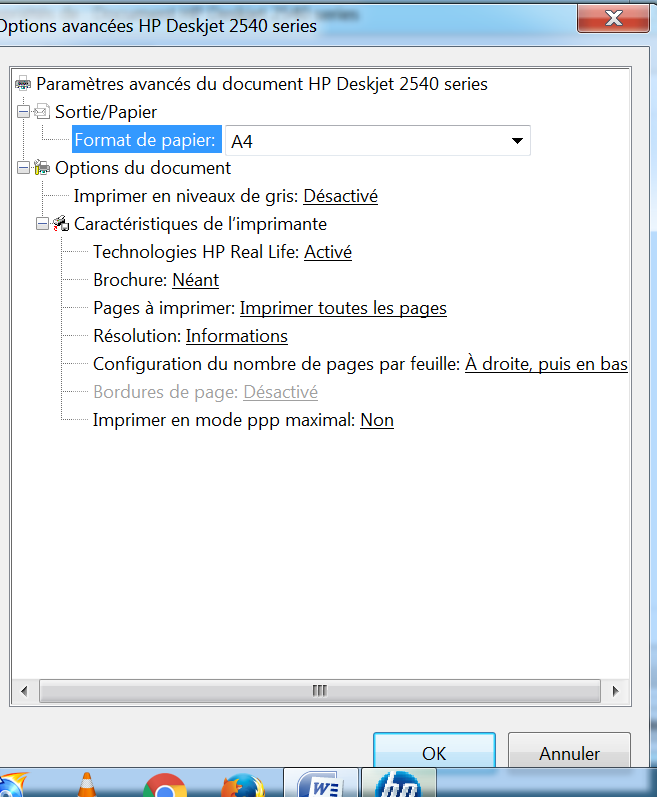 Options avancées HP Deskjet 2540 series
Paramètres avancés du document HP Deskjet 2540 series
Sortie/Papier
Format de papier: A4
Options du document
Imprimer en niveaux de gris: Désactivé
Caractéristiques de l'imprimante
Technologies HP Real Life: Activé
Brochure: Néant
Pages à imprimer: Imprimer toutes les pages
Résolution: Informations
Configuration du nombre de pages par feuille: À droite, puis en bas
Bordures de page: Désactivé
Imprimer en mode ppp maximal: Non
OK Annuler
W hp